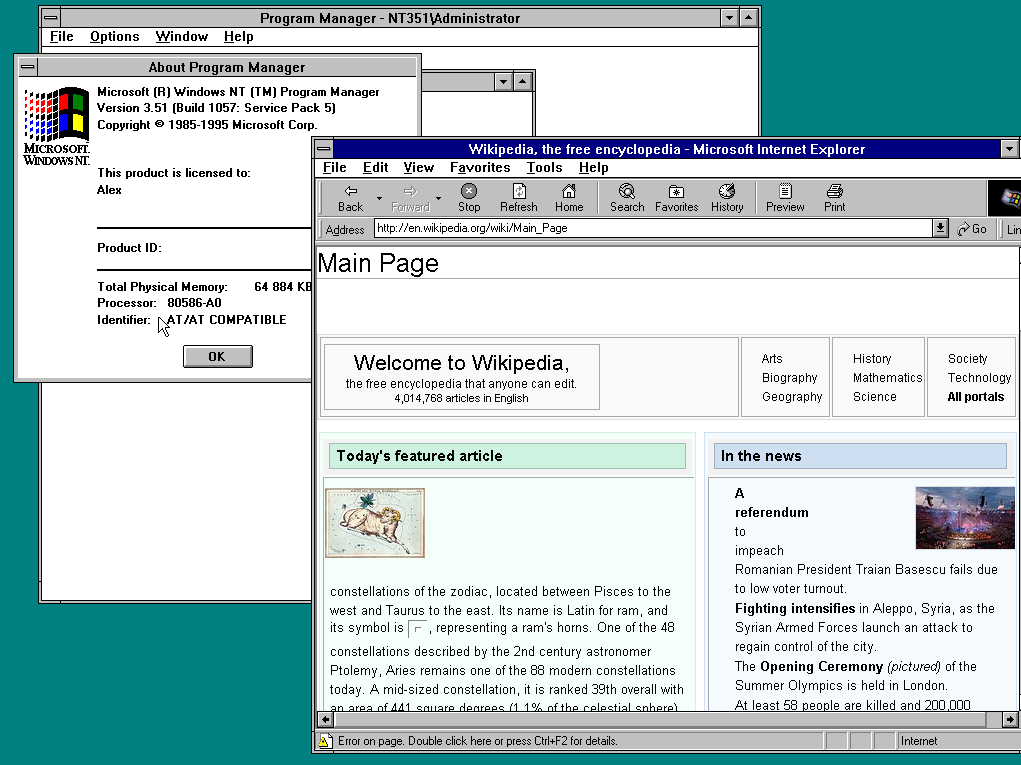 Program Manager - NT351\Administrator
File Options Window Help
About Program Manager
Microsoft (R) Windows NT (TM) Program Manager
Version 3.51 (Build 1057: Service Pack 5)
Copyright © 1985-1995 Microsoft Corp.
MICROSOFT.
WINDOWS NT.
This product is licensed to:
Alex
Product ID:
Total Physical Memory: 64 884 KB
Processor: 80586-A0
Identifier: AT/AT COMPATIBLE
OK
Wikipedia, the free encyclopedia - Microsoft Internet Explorer
File Edit View Favorites Tools Help
Back Forward Stop Refresh Home Search Favorites History Preview Print
Address http://en.wikipedia.org/wiki/Main_Page Go Lin
Main Page
Welcome to Wikipedia,
the free encyclopedia that anyone can edit.
4,014,768 articles in English
Arts
Biography
Geography
History
Mathematics
Science
Society
Technology
All portals
Today's featured article
constellations of the zodiac, located between Pisces to the
west and Taurus to the east. Its name is Latin for ram, and
its symbol is , representing a ram's horns. One of the 48
constellations described by the 2nd century astronomer
Ptolemy, Aries remains one of the 88 modern constellations
today. A mid-sized constellation, it is ranked 39th overall with
an area of 441 square degrees (1.1% of the celestial sphere)
In the news
A
referendum
to
impeach
Romanian President Traian Basescu fails due
to low voter turnout.
Fighting intensifies in Aleppo, Syria, as the
Syrian Armed Forces launch an attack to
regain control of the city.
The Opening Ceremony (pictured) of the
Summer Olympics is held in London.
At least 58 people are killed and 200,000
Error on page. Double click here or press Ctrl+F2 for details.
Internet